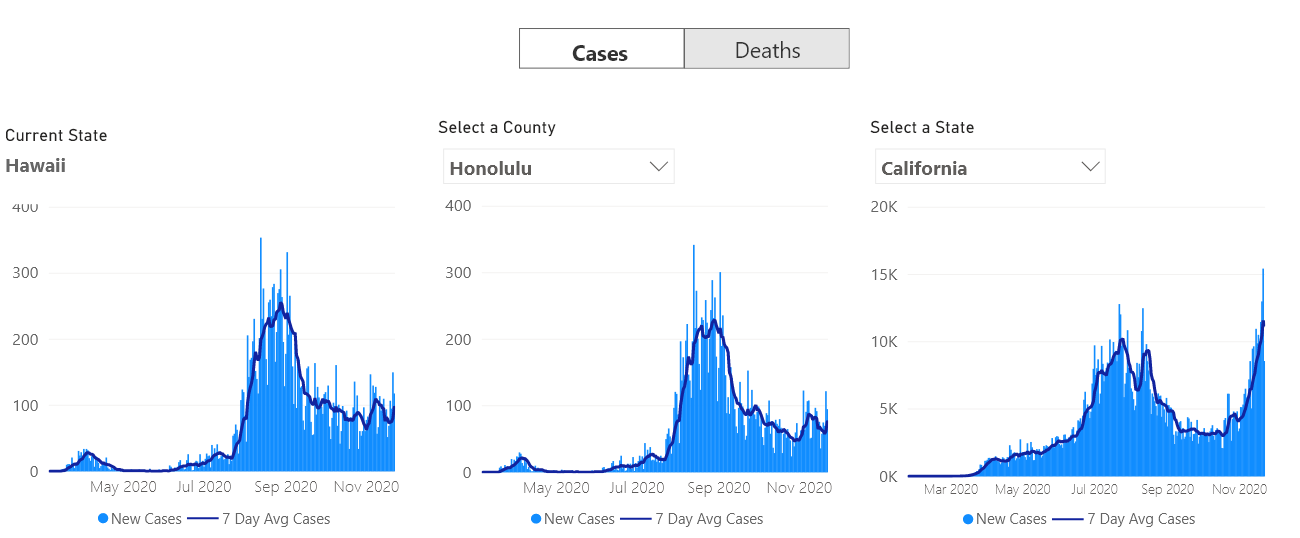 Cases Deaths
Current State
Hawaii
400
300
200
100
0
May 2020 Jul 2020 Sep 2020 Nov 2020
New Cases 7 Day Avg Cases
Select a County
Honolulu
400
300
200
100
0
May 2020 Jul 2020 Sep 2020 Nov 2020
New Cases 7 Day Avg Cases
Select a State
California
20K
15K
10K
5K
0K
Mar 2020 May 2020 Jul 2020 Sep 2020 Nov 2020
New Cases 7 Day Avg Cases